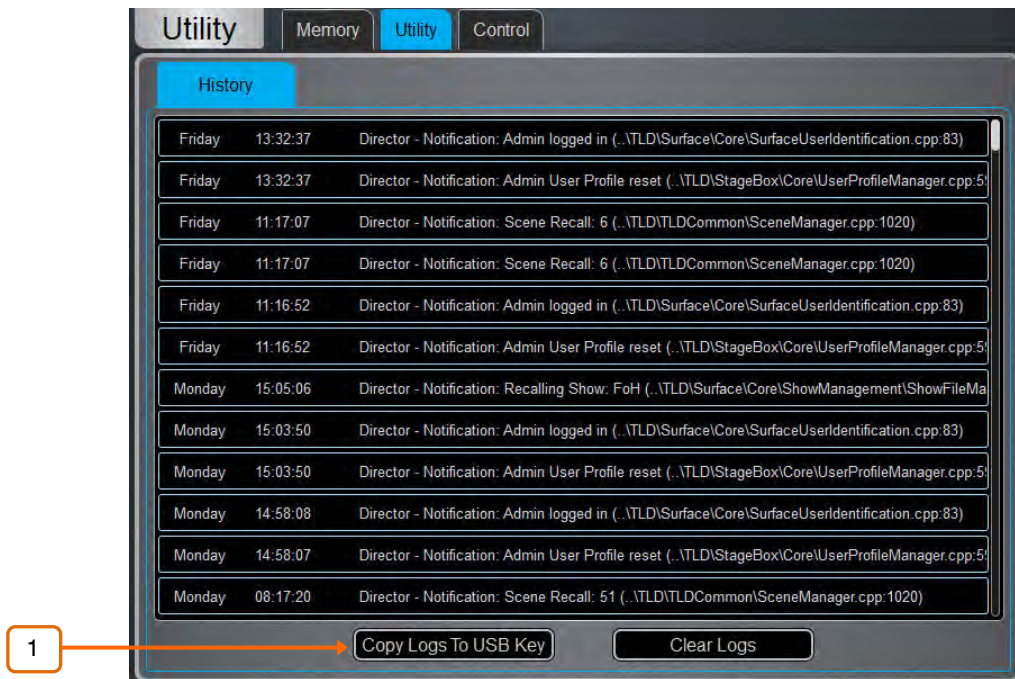 Utility Memory Utility Control
History
Friday 13:32:37 Director - Notification: Admin logged in (..\TLD\Surface\Core\SurfaceUserIdentification.cpp:83)
Friday 13:32:37 Director - Notification: Admin User Profile reset (..\TLD\StageBox\Core\UserProfileManager.cpp:5
Friday 11:17:07 Director - Notification: Scene Recall: 6 (..\TLD\TLDCommon\SceneManager.cpp:1020)
Friday 11:17:07 Director - Notification: Scene Recall: 6 (..\TLD\TLDCommon\SceneManager.cpp:1020)
Friday 11:16:52 Director - Notification: Admin logged in (..\TLD\Surface\Core\SurfaceUserIdentification.cpp:83)
Friday 11:16:52 Director - Notification: Admin User Profile reset (..\TLD\StageBox\Core\UserProfileManager.cpp:5
Monday 15:05:06 Director - Notification: Recalling Show: FoH (..\TLD\Surface\Core\ShowManagement\ShowFileMa
Monday 15:03:50 Director - Notification: Admin logged in (..\TLD\Surface\Core\SurfaceUserIdentification.cpp:83)
Monday 15:03:50 Director - Notification: Admin User Profile reset (..\TLD\StageBox\Core\UserProfileManager.cpp:5
Monday 14:58:08 Director - Notification: Admin logged in (..\TLD\Surface\Core\SurfaceUserIdentification.cpp:83)
Monday 14:58:07 Director - Notification: Admin User Profile reset (..\TLD\StageBox\Core\UserProfileManager.cpp:5
Monday 08:17:20 Director - Notification: Scene Recall: 51 (..\TLD\TLDCommon\SceneManager.cpp:1020)
1 Copy Logs To USB Key Clear Logs